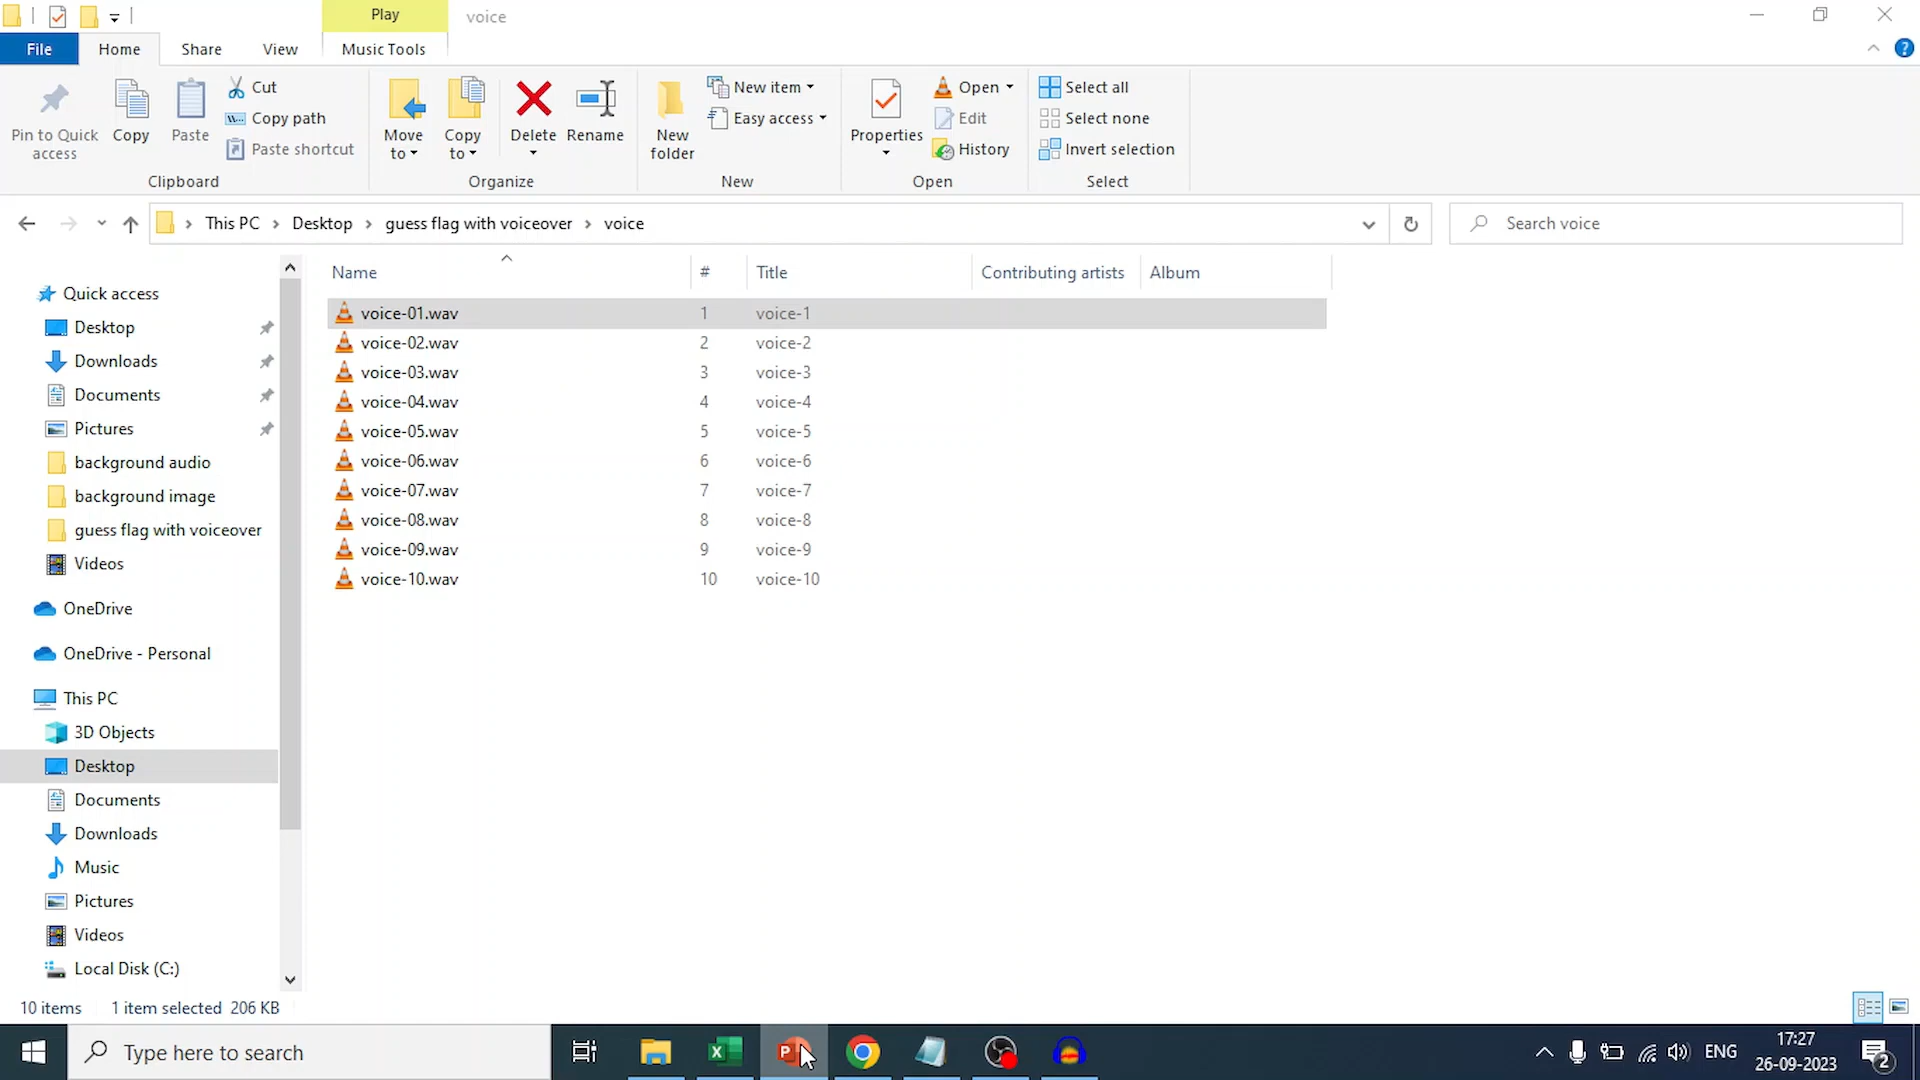 Play
voice
File
Home
Share
View
Music Tools
Pin to Quick access
Copy
Paste
Cut
Copy path
Paste shortcut
Clipboard
Move to
Copy to
Delete
Rename
Organize
New folder
New item
Easy access
New
Properties
Open
Edit
History
Open
Select all
Select none
Invert selection
Select
This PC > Desktop > guess flag with voiceover > voice
Search voice
Name # Title Contributing artists Album
voice-01.wav 1 voice-1
voice-02.wav 2 voice-2
voice-03.wav 3 voice-3
voice-04.wav 4 voice-4
voice-05.wav 5 voice-5
voice-06.wav 6 voice-6
voice-07.wav 7 voice-7
voice-08.wav 8 voice-8
voice-09.wav 9 voice-9
voice-10.wav 10 voice-10
Quick access
Desktop
Downloads
Documents
Pictures
background audio
background image
guess flag with voiceover
Videos
OneDrive
OneDrive - Personal
This PC
3D Objects
Desktop
Documents
Downloads
Music
Pictures
Videos
Local Disk (C:)
10 items 1 item selected 206 KB
Type here to search
ENG
17:27
26-09-2023
2